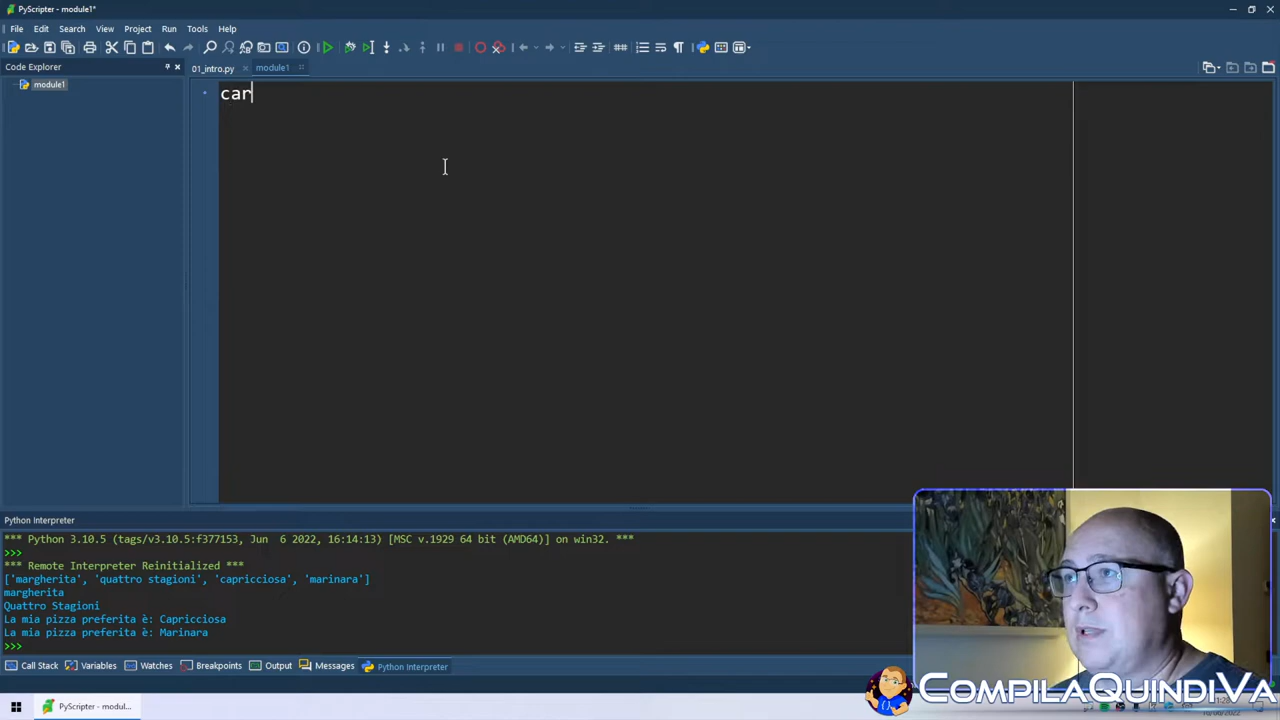 PyScripter - module1*
File Edit Search View Project Run Tools Help
Code Explorer
01_intro.py module1
module1
car
Python Interpreter
*** Python 3.10.5 (tags/v3.10.5:f377153, Jun 6 2022, 16:14:13) [MSC v.1929 64 bit (AMD64)] on win32. ***
>>>
*** Remote Interpreter Reinitialized ***
['margherita', 'quattro stagioni', 'capricciosa', 'marinara']
margherita
Quattro Stagioni
La mia pizza preferita è: Capricciosa
La mia pizza preferita è: Marinara
>>>
Call Stack Variables Watches Breakpoints Output Messages Python Interpreter
COMPILAQUINDIVA
PyScripter - modul...